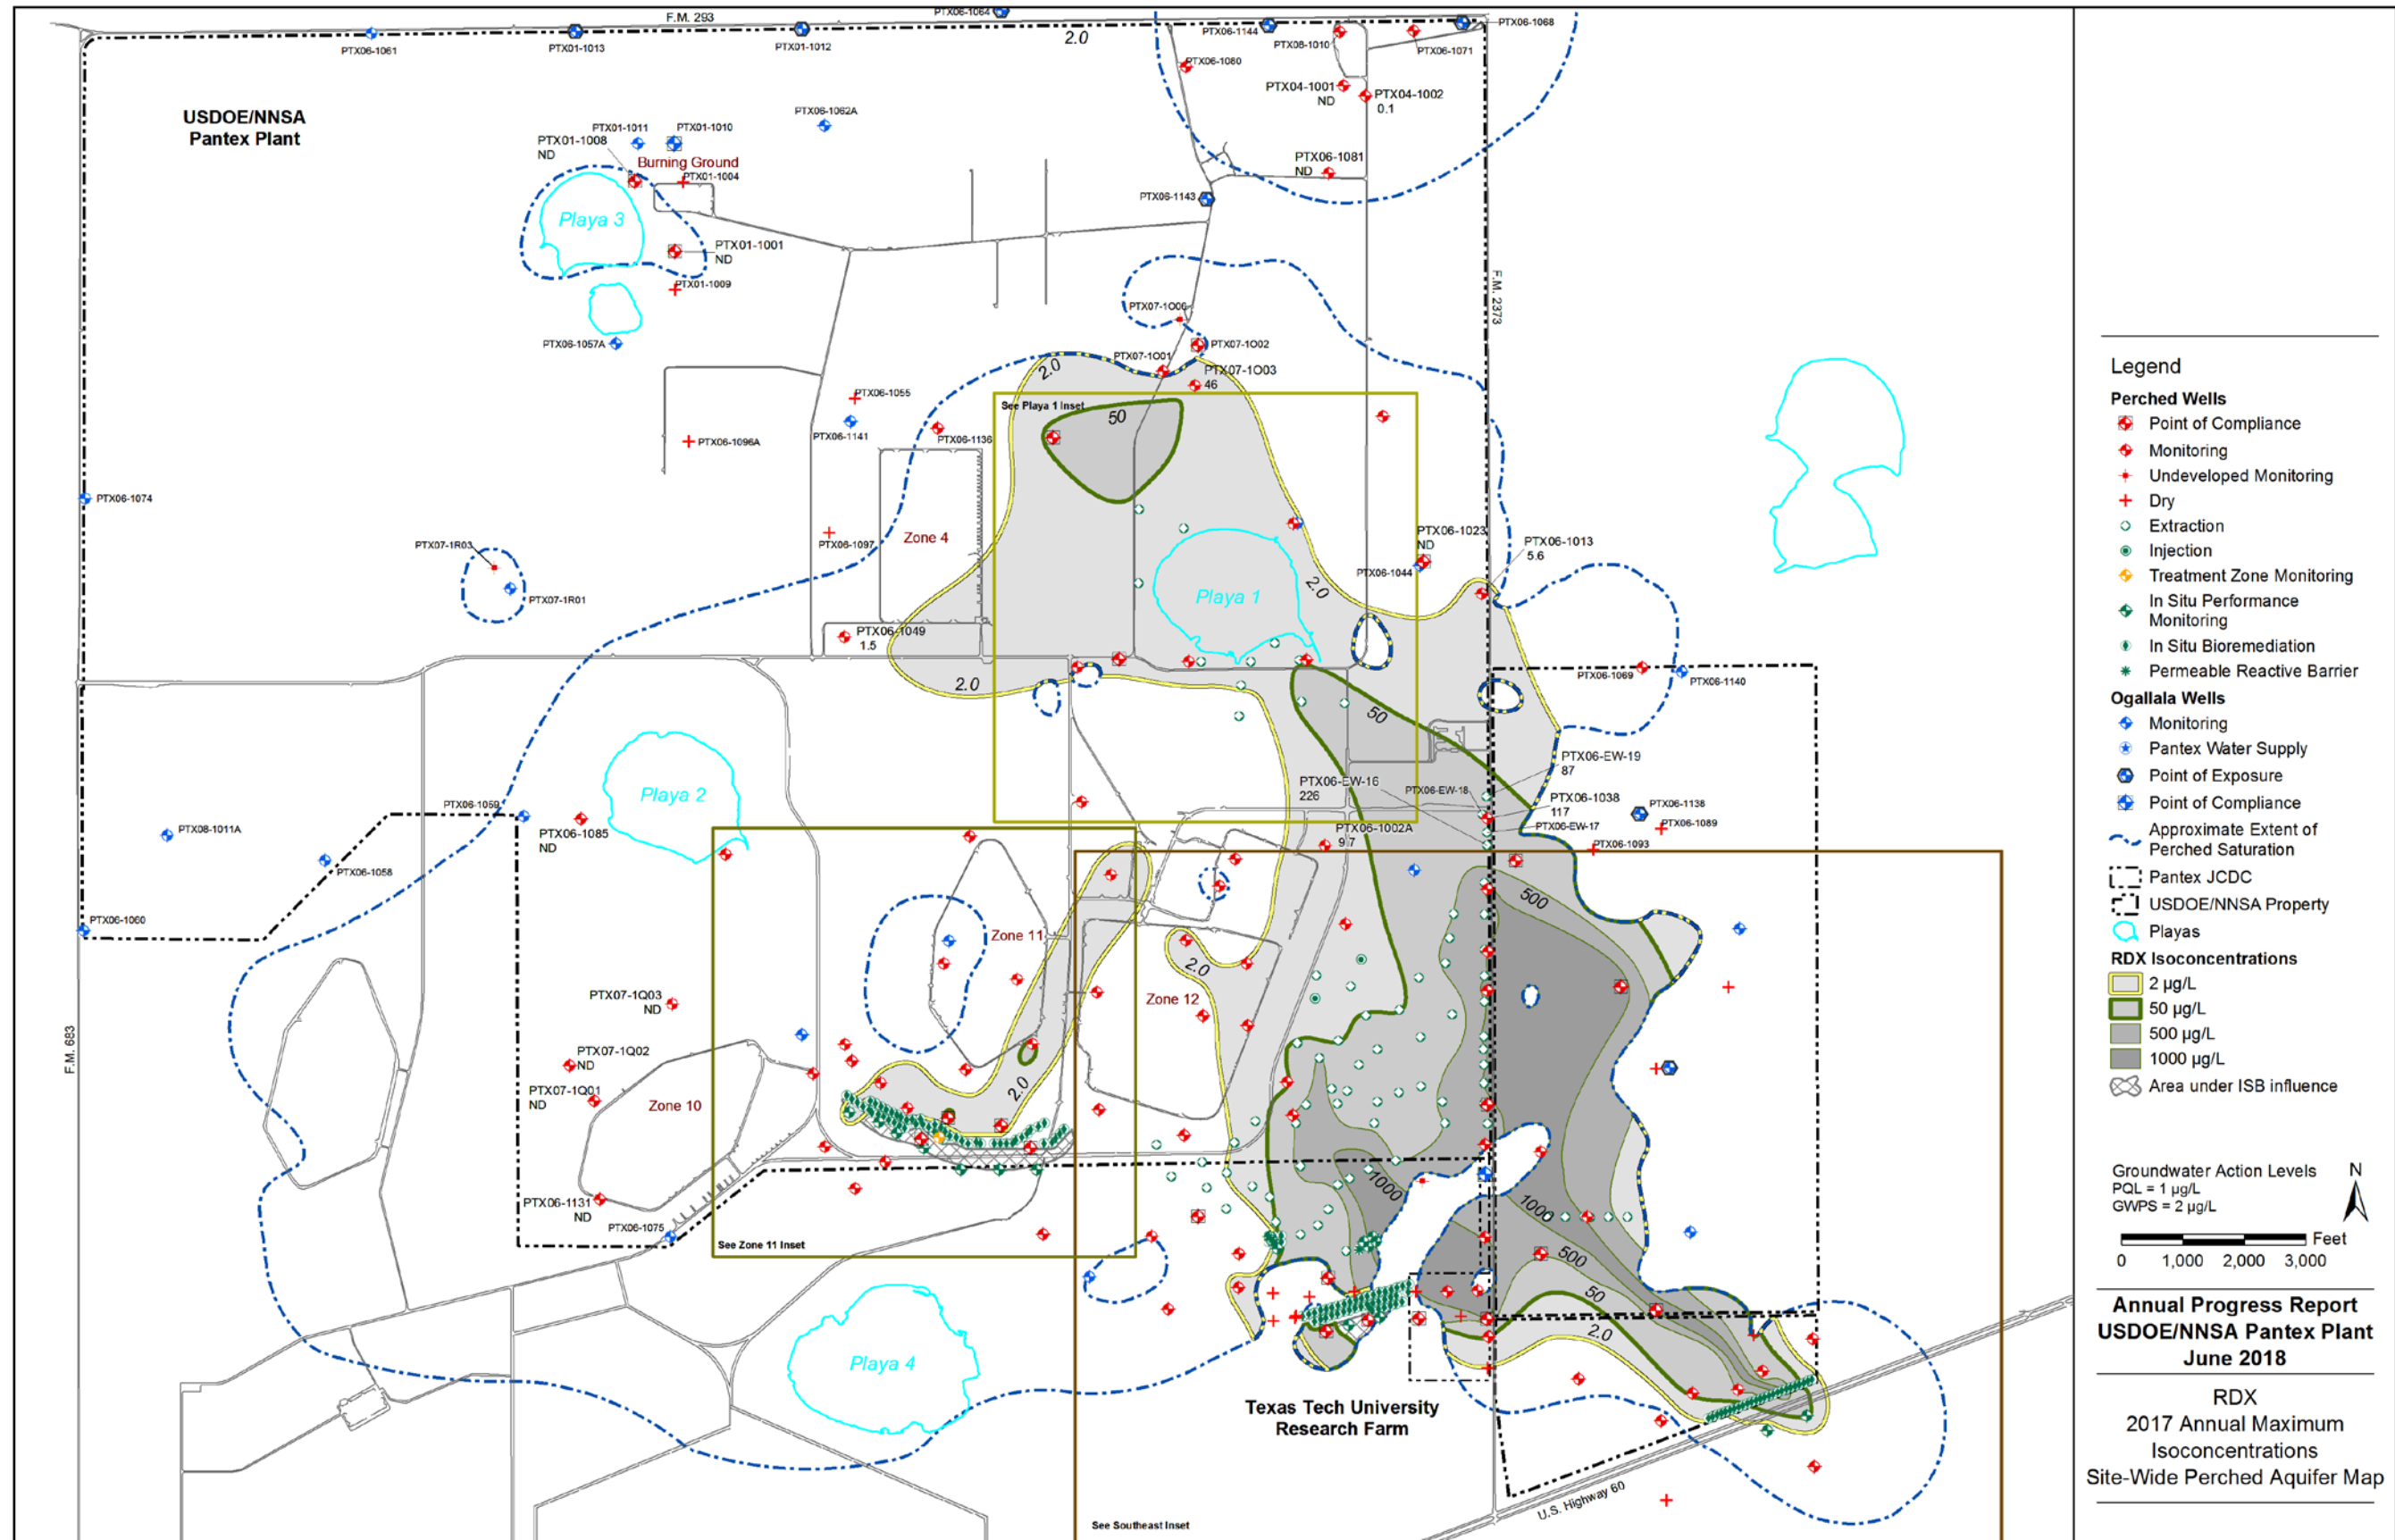 F.M. 293
PTX06-1064
2.0
PTX06-1061
PTX01-1013
PTX01-1012
PTX06-1144
PTX08-1010
PTX06-1071
PTX06-1068
PTX06-1080
PTX04-1001
ND
PTX04-1002
0.1
USDOE/NNSA
Pantex Plant
PTX06-1062A
PTX01-1011
PTX01-1010
PTX01-1008
ND
Burning Ground
PTX01-1004
PTX06-1081
ND
PTX06-1143
Playa 3
PTX01-1001
ND
PTX01-1009
PTX06-1057A
F.M. 2373
PTX07-1O06
PTX07-1O02
PTX07-1O01
PTX07-1O03
46
2.0
See Playa 1 Inset
50
PTX06-1055
PTX06-1141
PTX06-1136
PTX06-1096A
PTX06-1074
PTX06-1097
Zone 4
PTX07-1R03
PTX07-1R01
PTX06-1023
ND
PTX06-1044
PTX06-1013
5.6
Playa 1
2.0
PTX06-1049
1.5
2.0
PTX06-1069
PTX06-1140
50
Playa 2
PTX06-EW-19
87
PTX06-EW-16
226
PTX06-EW-18
PTX06-1038
117
PTX06-EW-17
PTX06-1138
PTX06-1089
PTX06-1093
PTX06-1002A
9.7
PTX06-1059
PTX06-1085
ND
PTX08-1011A
PTX06-1058
PTX06-1060
500
Zone 11
2.0
Zone 12
PTX07-1Q03
ND
F.M. 683
PTX07-1Q02
ND
PTX07-1Q01
ND
Zone 10
2.0
PTX06-1131
ND
PTX06-1075
See Zone 11 Inset
1000
1000
500
50
2.0
Playa 4
Texas Tech University
Research Farm
U.S. Highway 60
See Southeast Inset
Legend
Perched Wells
Point of Compliance
Monitoring
Undeveloped Monitoring
Dry
Extraction
Injection
Treatment Zone Monitoring
In Situ Performance
Monitoring
In Situ Bioremediation
Permeable Reactive Barrier
Ogallala Wells
Monitoring
Pantex Water Supply
Point of Exposure
Point of Compliance
Approximate Extent of
Perched Saturation
Pantex JCDC
USDOE/NNSA Property
Playas
RDX Isoconcentrations
2 µg/L
50 µg/L
500 µg/L
1000 µg/L
Area under ISB influence
Groundwater Action Levels
PQL = 1 µg/L
GWPS = 2 µg/L
N
Feet
0 1,000 2,000 3,000
Annual Progress Report
USDOE/NNSA Pantex Plant
June 2018
RDX
2017 Annual Maximum
Isoconcentrations
Site-Wide Perched Aquifer Map